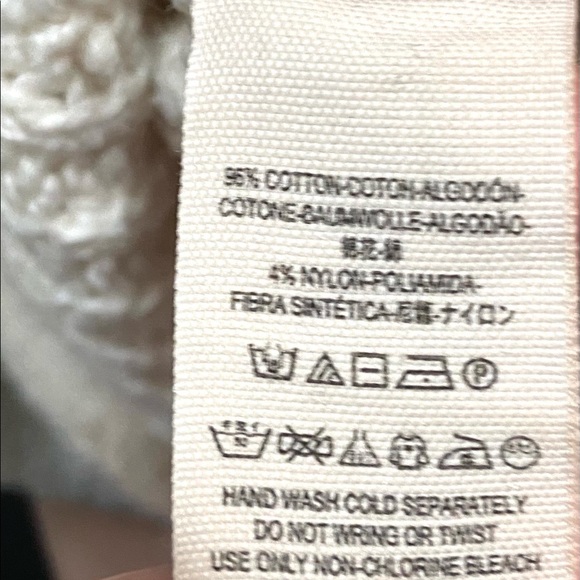 96% COTTON-COTON-ALGODÓN-
COTONE-BAUMWOLLE-ALGODÃO-
棉花-綿
4% NYLON-POLIAMIDA-
FIBRA SINTÉTICA-尼龍-ナイロン
P
HAND WASH COLD SEPARATELY
DO NOT WRING OR TWIST
USE ONLY NON-CHLORINE BLEACH